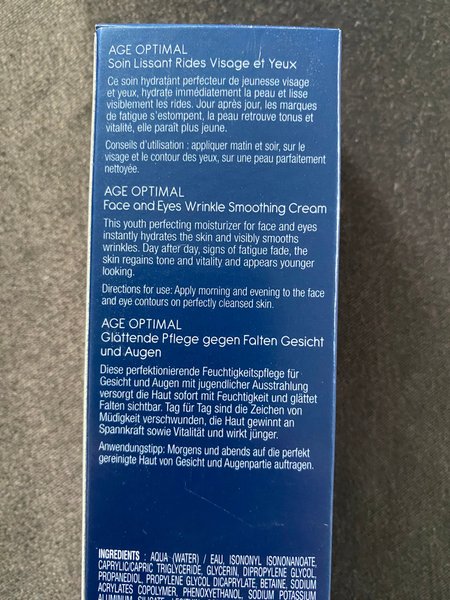 AGE OPTIMAL
Soin Lissant Rides Visage et Yeux
Ce soin hydratant perfecteur de jeunesse visage
et yeux, hydrate immédiatement la peau et lisse
visiblement les rides. Jour après jour, les marques
de fatigue s'estompent, la peau retrouve tonus et
vitalité, elle paraît plus jeune.
Conseils d'utilisation : appliquer matin et soir, sur le
visage et le contour des yeux, sur une peau parfaitement
nettoyée.
AGE OPTIMAL
Face and Eyes Wrinkle Smoothing Cream
This youth perfecting moisturizer for face and eyes
instantly hydrates the skin and visibly smooths
wrinkles. Day after day, signs of fatigue fade, the
skin regains tone and vitality and appears younger
looking.
Directions for use: Apply morning and evening to the face
and eye contours on perfectly cleansed skin.
AGE OPTIMAL
Glättende Pflege gegen Falten Gesicht
und Augen
Diese perfektionierende Feuchtigkeitspflege für
Gesicht und Augen mit jugendlicher Ausstrahlung
versorgt die Haut sofort mit Feuchtigkeit und glättet
Falten sichtbar. Tag für Tag sind die Zeichen von
Müdigkeit verschwunden, die Haut gewinnt an
Spannkraft sowie Vitalität und wirkt jünger.
Anwendungstipp: Morgens und abends auf die perfekt
gereinigte Haut von Gesicht und Augenpartie auftragen.
INGREDIENTS : AQUA (WATER) / EAU, ISONONYL ISONONANOATE,
CAPRYLIC/CAPRIC TRIGLYCERIDE, GLYCERIN, DIPROPYLENE GLYCOL,
PROPANEDIOL, PROPYLENE GLYCOL DICAPRYLATE, BETAINE, SODIUM
ACRYLATES COPOLYMER, PHENOXYETHANOL, SODIUM POTASSIUM
ALUMINUM SILICATE,